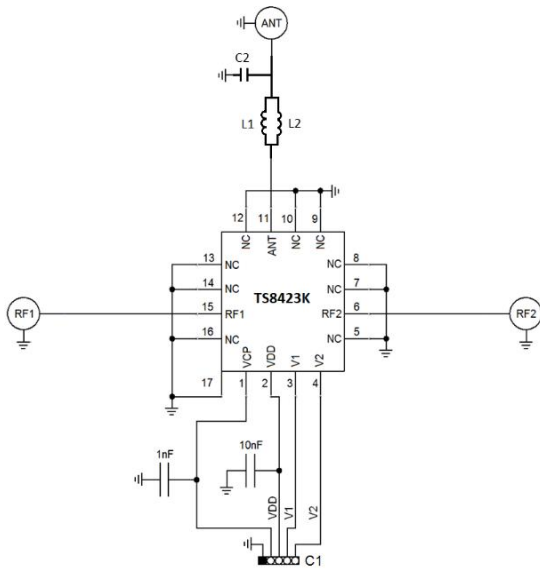 ANT
C2
L1 L2
12 11 10 9
NC ANT NC NC
13 NC NC 8
14 NC NC 7
TS8423K
RF1 15 RF1 RF2 6 RF2
16 NC NC 5
VCP VDD V1 V2
17 1 2 3 4
1nF 10nF
VDD V1 V2
C1